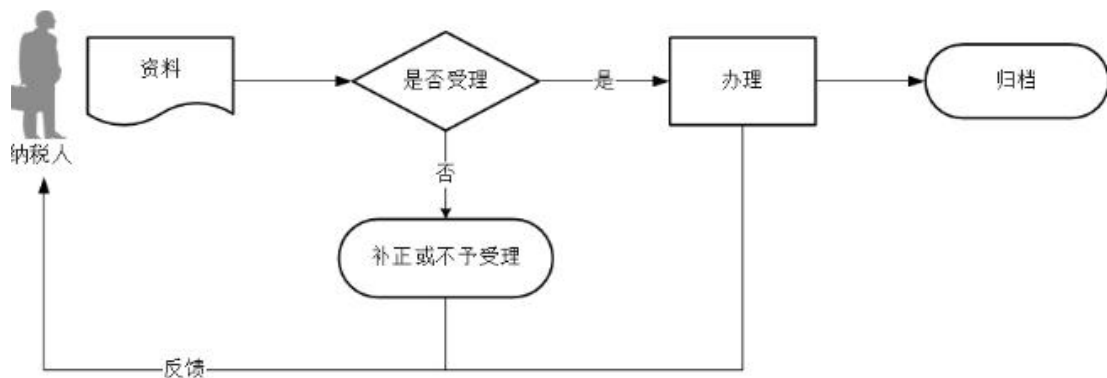 资料
是否受理
是
办理
归档
纳税人
否
补正或不予受理
反馈